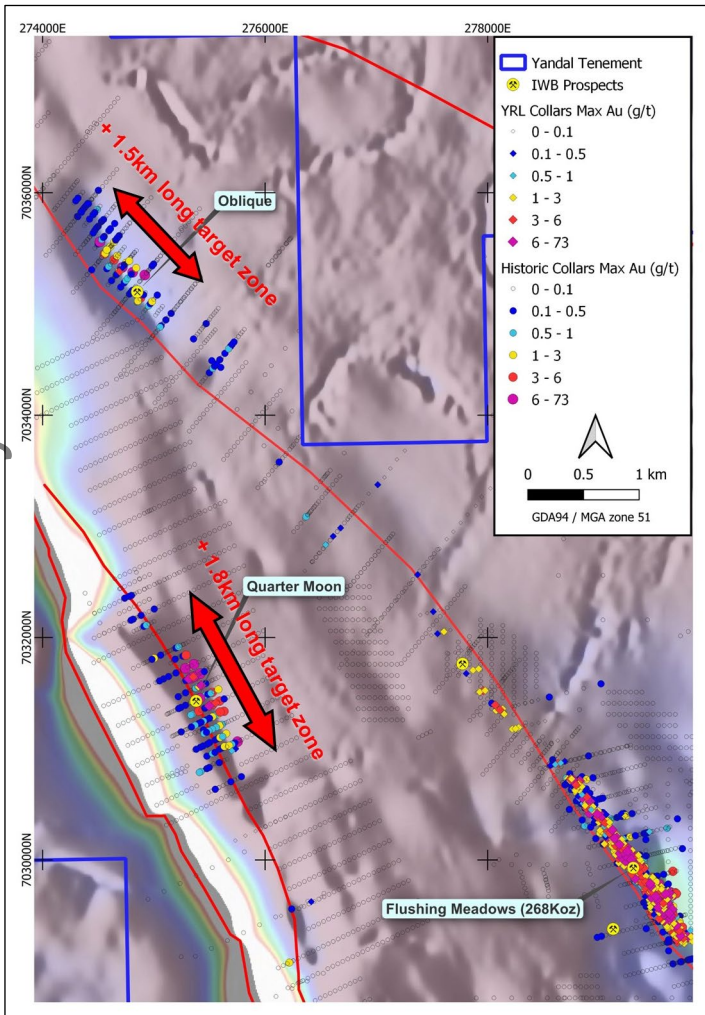 274000E
276000E
278000E
7036000N
7034000N
7032000N
7030000N
Yandal Tenement
IWB Prospects
YRL Collars Max Au (g/t)
0 - 0.1
0.1 - 0.5
0.5 - 1
1 - 3
3 - 6
6 - 73
Historic Collars Max Au (g/t)
0 - 0.1
0.1 - 0.5
0.5 - 1
1 - 3
3 - 6
6 - 73
0 0.5 1 km
GDA94 / MGA zone 51
+ 1.5km long target zone
Oblique
+ 1.8km long target zone
Quarter Moon
Flushing Meadows (268Koz)